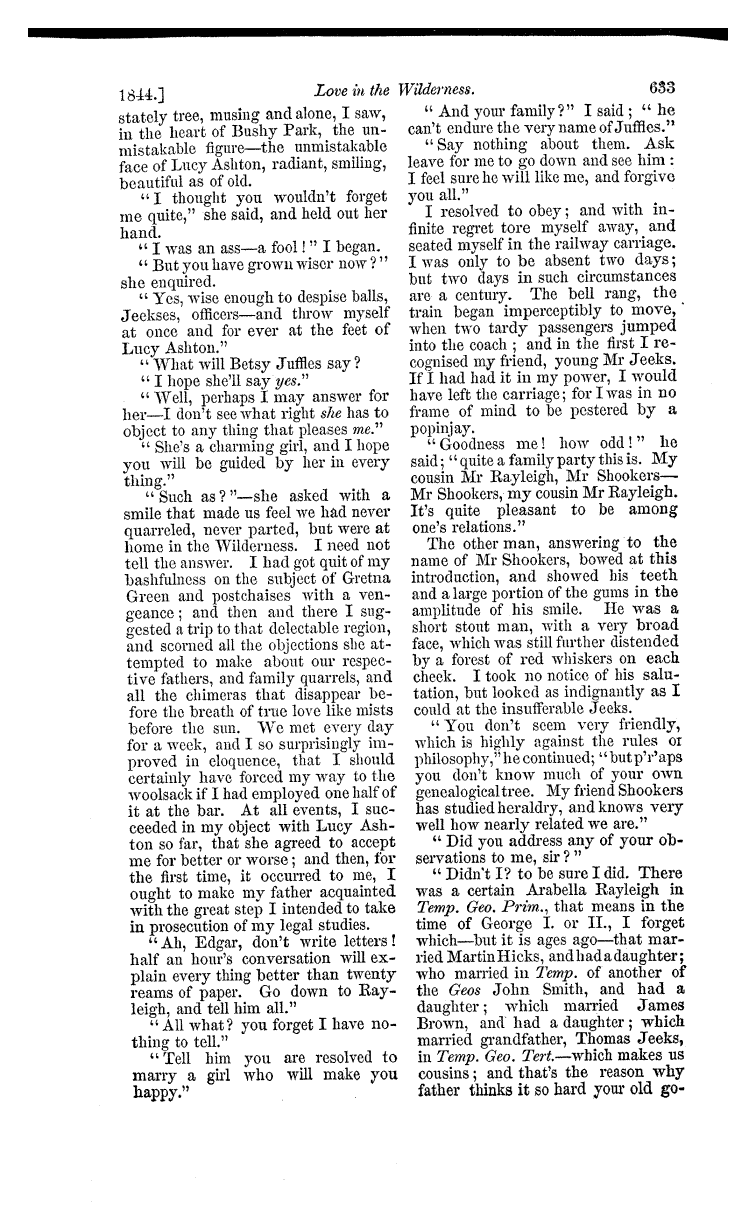 1844.] Love in the Wilderness. 633
stately tree, musing and alone, I saw,
in the heart of Bushy Park, the un-
mistakable figure—the unmistakable
face of Lucy Ashton, radiant, smiling,
beautiful as of old.
“I thought you wouldn’t forget
me quite,” she said, and held out her
hand.
“I was an ass—a fool!” I began.
“But you have grown wiser now?”
she enquired.
“Yes, wise enough to despise balls,
Jeekses, officers—and throw myself
at once and for ever at the feet of
Lucy Ashton.”
“What will Betsy Juffles say?
“I hope she’ll say yes.”
“Well, perhaps I may answer for
her—I don’t see what right she has to
object to any thing that pleases me.”
“She’s a charming girl, and I hope
you will be guided by her in every
thing.”
“Such as?”—she asked with a
smile that made us feel we had never
quarreled, never parted, but were at
home in the Wilderness. I need not
tell the answer. I had got quit of my
bashfulness on the subject of Gretna
Green and postchaises with a ven-
geance; and then and there I sug-
gested a trip to that delectable region,
and scorned all the objections she at-
tempted to make about our respec-
tive fathers, and family quarrels, and
all the chimeras that disappear be-
fore the breath of true love like mists
before the sun. We met every day
for a week, and I so surprisingly im-
proved in eloquence, that I should
certainly have forced my way to the
woolsack if I had employed one half of
it at the bar. At all events, I suc-
ceeded in my object with Lucy Ash-
ton so far, that she agreed to accept
me for better or worse; and then, for
the first time, it occurred to me, I
ought to make my father acquainted
with the great step I intended to take
in prosecution of my legal studies.
“Ah, Edgar, don’t write letters!
half an hour’s conversation will ex-
plain every thing better than twenty
reams of paper. Go down to Ray-
leigh, and tell him all.”
“All what? you forget I have no-
thing to tell.”
“Tell him you are resolved to
marry a girl who will make you
happy.”
“And your family?” I said; “he
can’t endure the very name of Juffles.”
“Say nothing about them. Ask
leave for me to go down and see him:
I feel sure he will like me, and forgive
you all.”
I resolved to obey; and with in-
finite regret tore myself away, and
seated myself in the railway carriage.
I was only to be absent two days;
but two days in such circumstances
are a century. The bell rang, the
train began imperceptibly to move,
when two tardy passengers jumped
into the coach; and in the first I re-
cognised my friend, young Mr Jeeks.
If I had had it in my power, I would
have left the carriage; for I was in no
frame of mind to be pestered by a
popinjay.
“Goodness me! how odd!” he
said; “quite a family party this is. My
cousin Mr Rayleigh, Mr Shookers—
Mr Shookers, my cousin Mr Rayleigh.
It’s quite pleasant to be among
one’s relations.”
The other man, answering to the
name of Mr Shookers, bowed at this
introduction, and showed his teeth
and a large portion of the gums in the
amplitude of his smile. He was a
short stout man, with a very broad
face, which was still further distended
by a forest of red whiskers on each
cheek. I took no notice of his salu-
tation, but looked as indignantly as I
could at the insufferable Jeeks.
“You don’t seem very friendly,
which is highly against the rules or
philosophy,” he continued; “but p’r’aps
you don’t know much of your own
genealogical tree. My friend Shookers
has studied heraldry, and knows very
well how nearly related we are.”
“Did you address any of your ob-
servations to me, sir?”
“Didn’t I? to be sure I did. There
was a certain Arabella Rayleigh in
Temp. Geo. Prim., that means in the
time of George I. or II., I forget
which—but it is ages ago—that mar-
ried Martin Hicks, and had a daughter;
who married in Temp. of another of
the Geos John Smith, and had a
daughter; which married James
Brown, and had a daughter; which
married grandfather, Thomas Jeeks,
in Temp. Geo. Tert.—which makes us
cousins; and that’s the reason why
father thinks it so hard your old go-